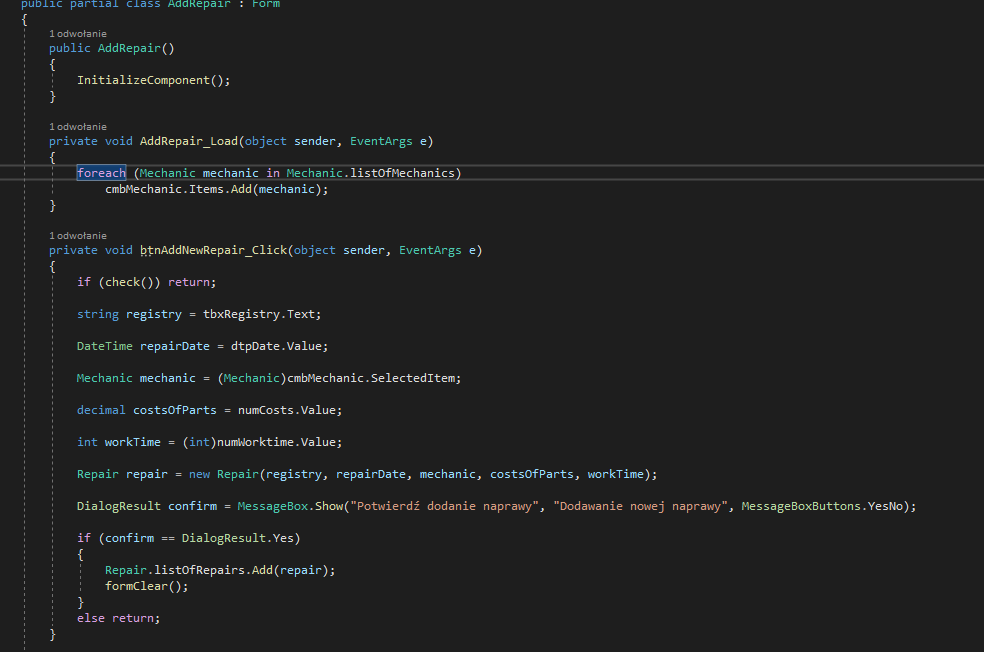 public partial class AddRepair : Form
{
1 odwołanie
public AddRepair()
{
InitializeComponent();
}
1 odwołanie
private void AddRepair_Load(object sender, EventArgs e)
{
foreach (Mechanic mechanic in Mechanic.listOfMechanics)
cmbMechanic.Items.Add(mechanic);
}
1 odwołanie
private void btnAddNewRepair_Click(object sender, EventArgs e)
{
if (check()) return;
string registry = tbxRegistry.Text;
DateTime repairDate = dtpDate.Value;
Mechanic mechanic = (Mechanic)cmbMechanic.SelectedItem;
decimal costsOfParts = numCosts.Value;
int workTime = (int)numWorktime.Value;
Repair repair = new Repair(registry, repairDate, mechanic, costsOfParts, workTime);
DialogResult confirm = MessageBox.Show("Potwierdź dodanie naprawy", "Dodawanie nowej naprawy", MessageBoxButtons.YesNo);
if (confirm == DialogResult.Yes)
{
Repair.listOfRepairs.Add(repair);
formClear();
}
else return;
}